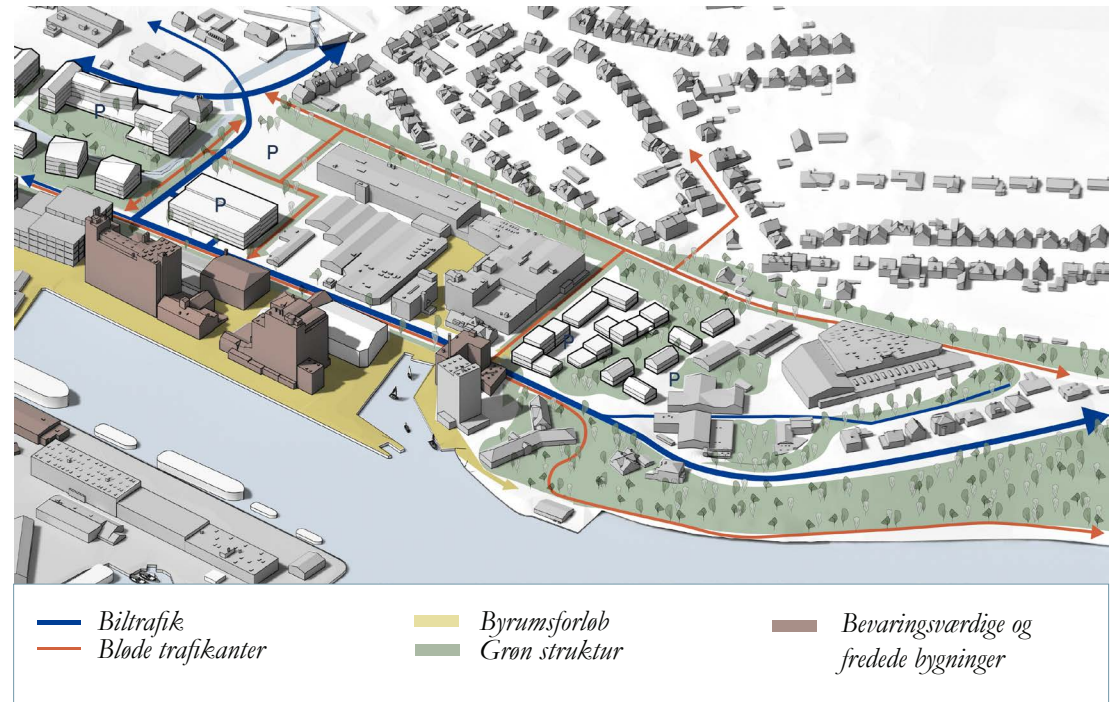 P
P
P
P
P
Biltrafik
Bløde trafikanter
Byrumsforløb
Grøn struktur
Bevaringsværdige og
fredede bygninger